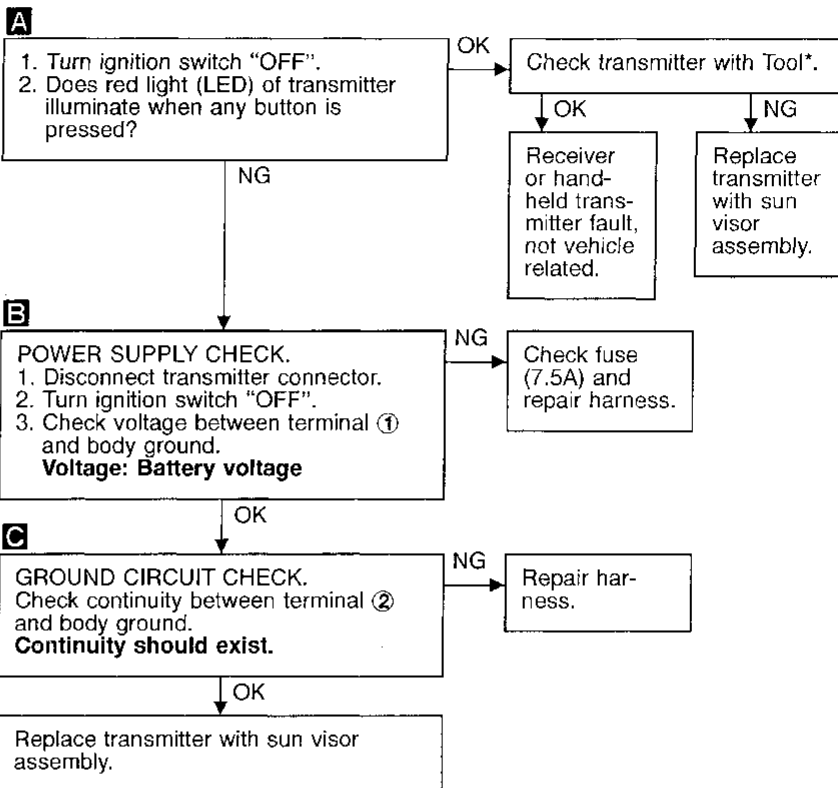 A
1. Turn ignition switch “OFF”.
2. Does red light (LED) of transmitter
illuminate when any button is
pressed?
OK
Check transmitter with Tool*.
OK
NG
Receiver
or hand-
held trans-
mitter fault,
not vehicle
related.
Replace
transmitter
with sun
visor
assembly.
NG
B
POWER SUPPLY CHECK.
1. Disconnect transmitter connector.
2. Turn ignition switch “OFF”.
3. Check voltage between terminal ①
and body ground.
Voltage: Battery voltage
NG
Check fuse
(7.5A) and
repair harness.
OK
C
GROUND CIRCUIT CHECK.
Check continuity between terminal ②
and body ground.
Continuity should exist.
NG
Repair har-
ness.
OK
Replace transmitter with sun visor
assembly.